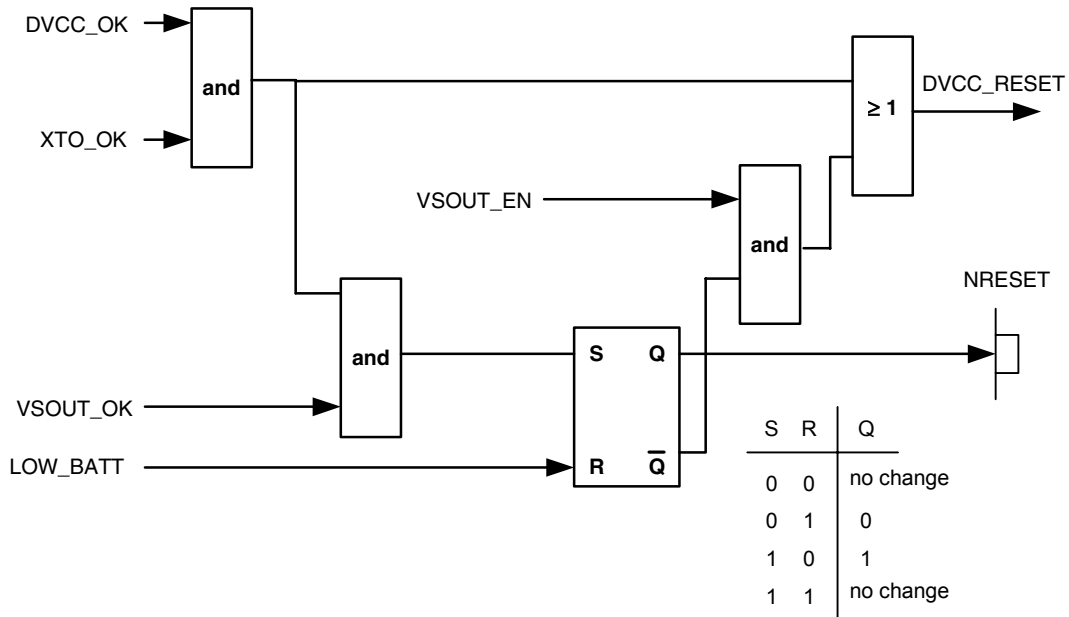 DVCC_OK
and
XTO_OK
≥ 1
DVCC_RESET
VSOUT_EN
and
NRESET
and
S Q
R Q̅
VSOUT_OK
LOW_BATT
S R Q
0 0 no change
0 1 0
1 0 1
1 1 no change